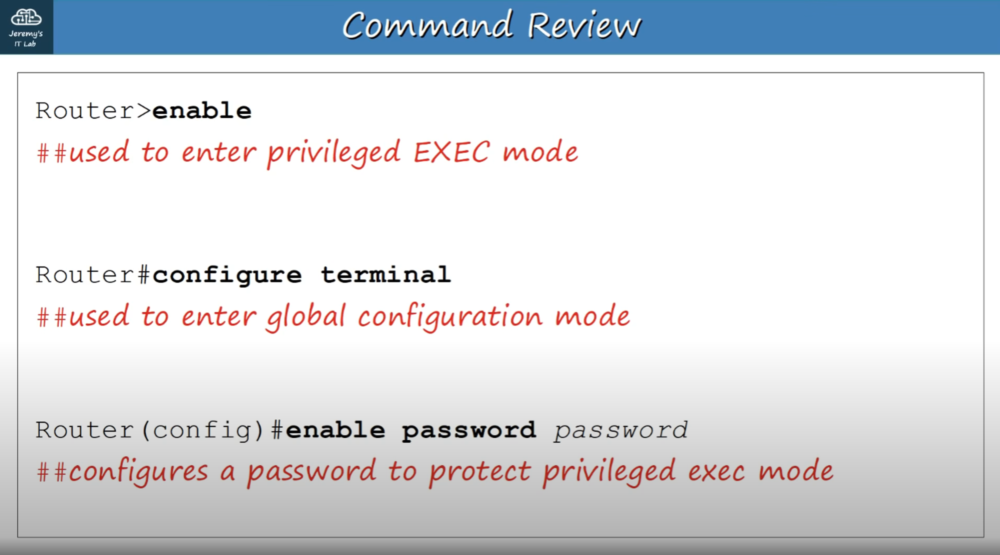 Jeremy's
IT Lab
Command Review
Router>enable
##used to enter privileged EXEC mode
Router#configure terminal
##used to enter global configuration mode
Router(config)#enable password password
##configures a password to protect privileged exec mode